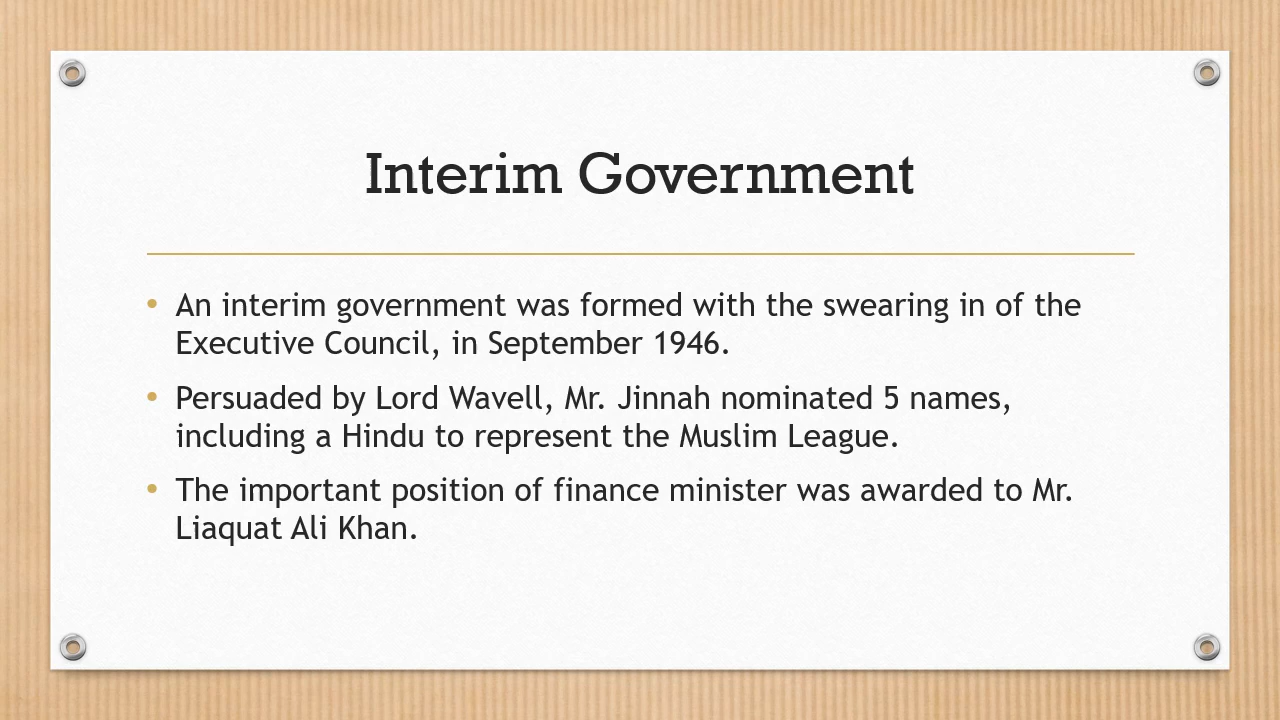 Interim Government
• An interim government was formed with the swearing in of the
Executive Council, in September 1946.
• Persuaded by Lord Wavell, Mr. Jinnah nominated 5 names,
including a Hindu to represent the Muslim League.
• The important position of finance minister was awarded to Mr.
Liaquat Ali Khan.